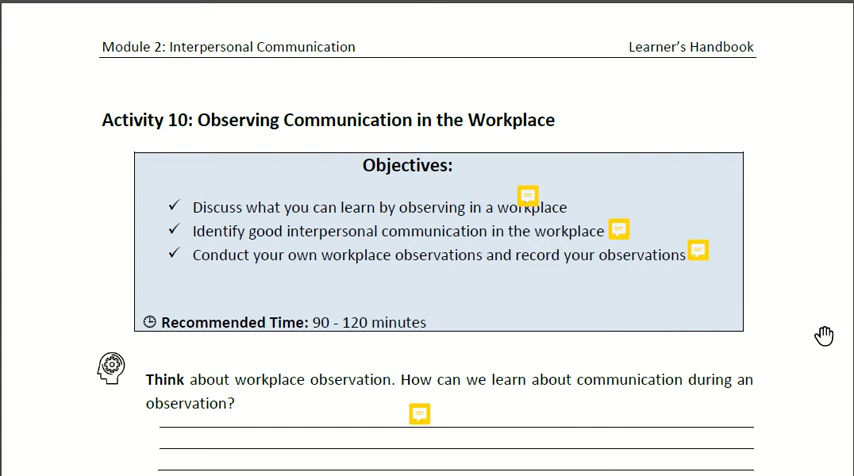 Module 2: Interpersonal Communication Learner's Handbook
Activity 10: Observing Communication in the Workplace
Objectives:
✓ Discuss what you can learn by observing in a workplace
✓ Identify good interpersonal communication in the workplace
✓ Conduct your own workplace observations and record your observations
Recommended Time: 90 - 120 minutes
Think about workplace observation. How can we learn about communication during an
observation?